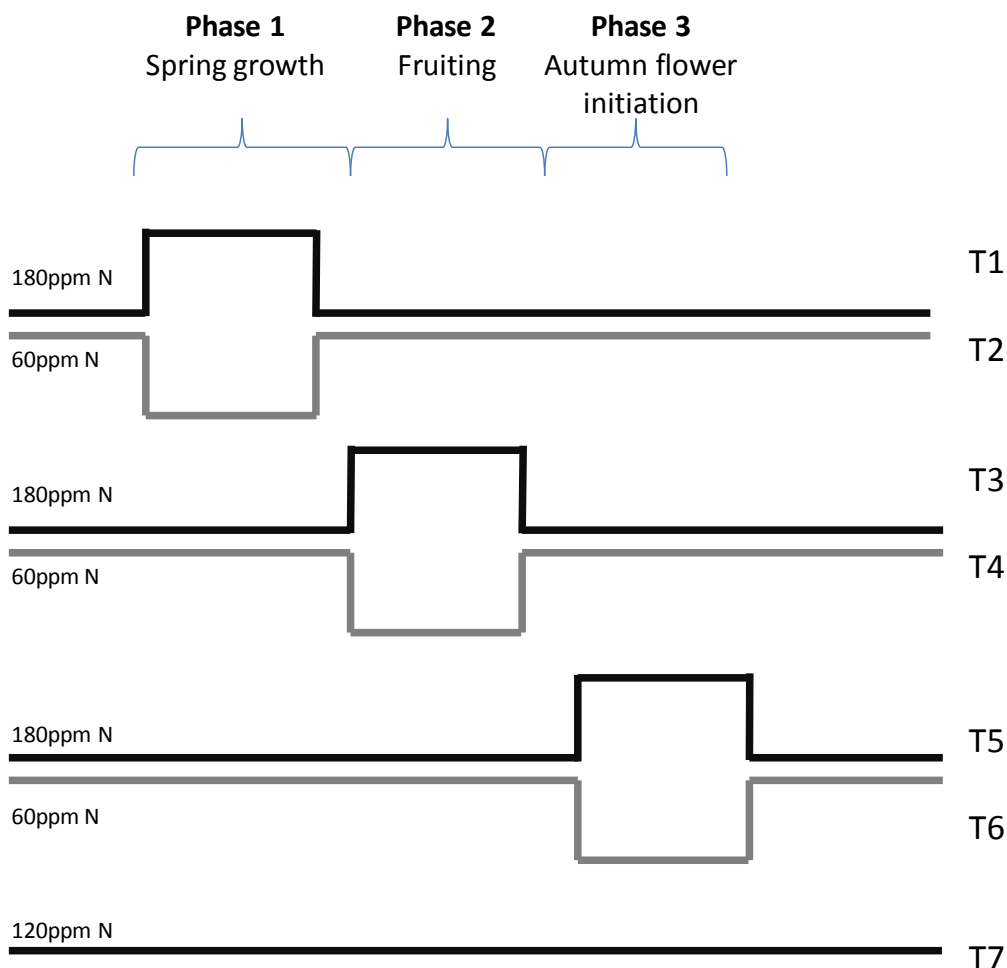 Phase 1
Spring growth
Phase 2
Fruiting
Phase 3
Autumn flower
initiation
180ppm N
T1
60ppm N
T2
180ppm N
T3
60ppm N
T4
180ppm N
T5
60ppm N
T6
120ppm N
T7